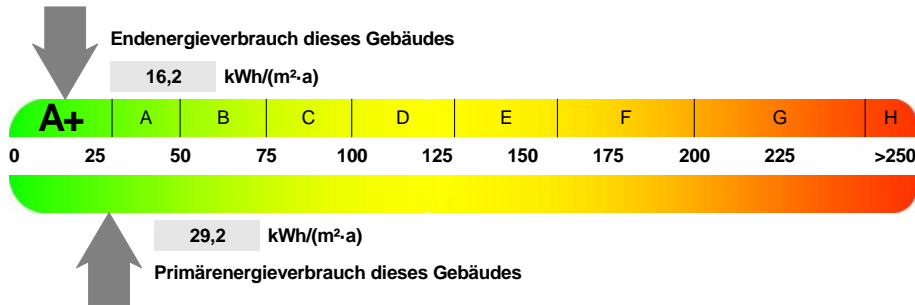 Endenergieverbrauch dieses Gebäudes
16,2 kWh/(m²·a)
A+ A B C D E F G H
0 25 50 75 100 125 150 175 200 225 >250
29,2 kWh/(m²·a)
Primärenergieverbrauch dieses Gebäudes